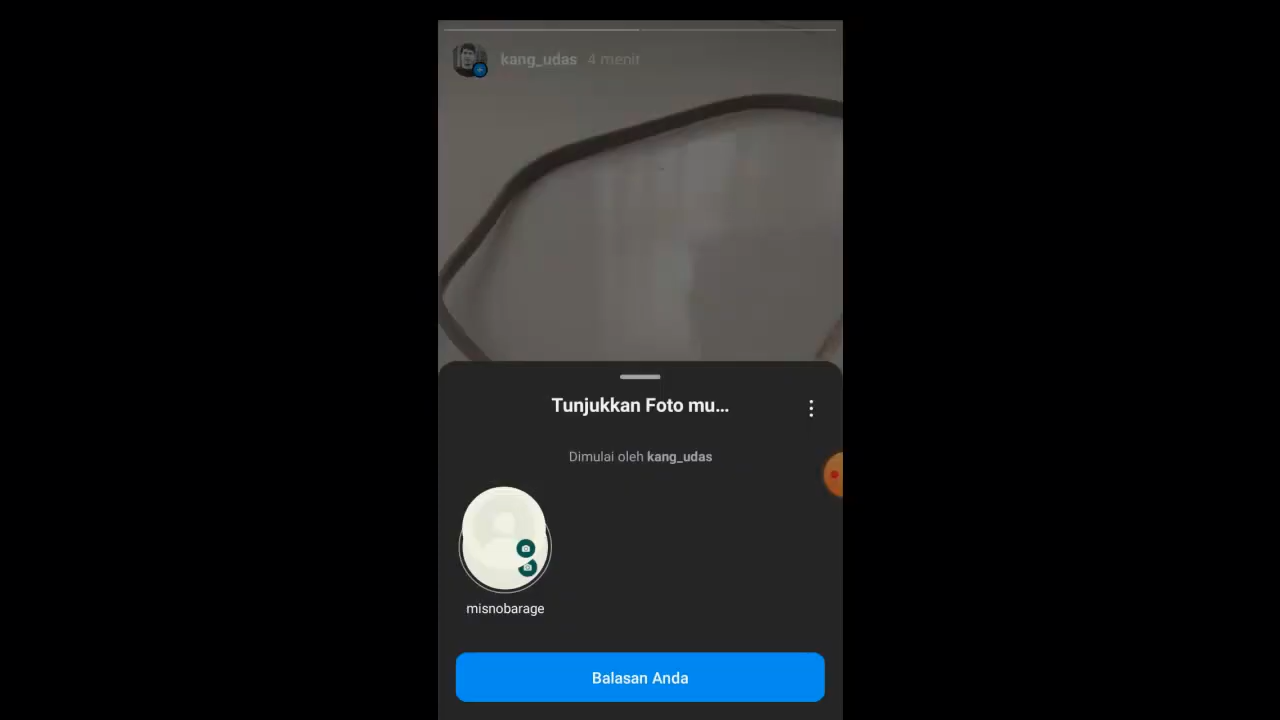 kang_udas 4 menit
Tunjukkan Foto mu...
Dimulai oleh kang_udas
misnobarage
Balasan Anda